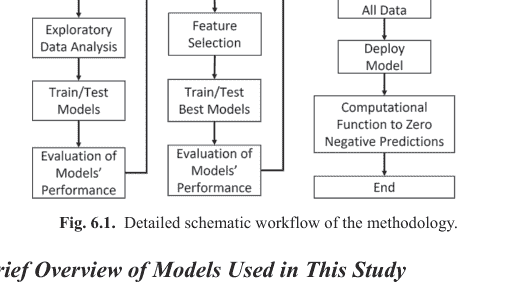 Exploratory
Data Analysis
Train/Test
Models
Evaluation of
Models'
Performance
Feature
Selection
Train/Test
Best Models
Evaluation of
Models'
Performance
All Data
Deploy
Model
Computational
Function to Zero
Negative Predictions
End
Fig. 6.1. Detailed schematic workflow of the methodology.
Overview of Models Used in This Study